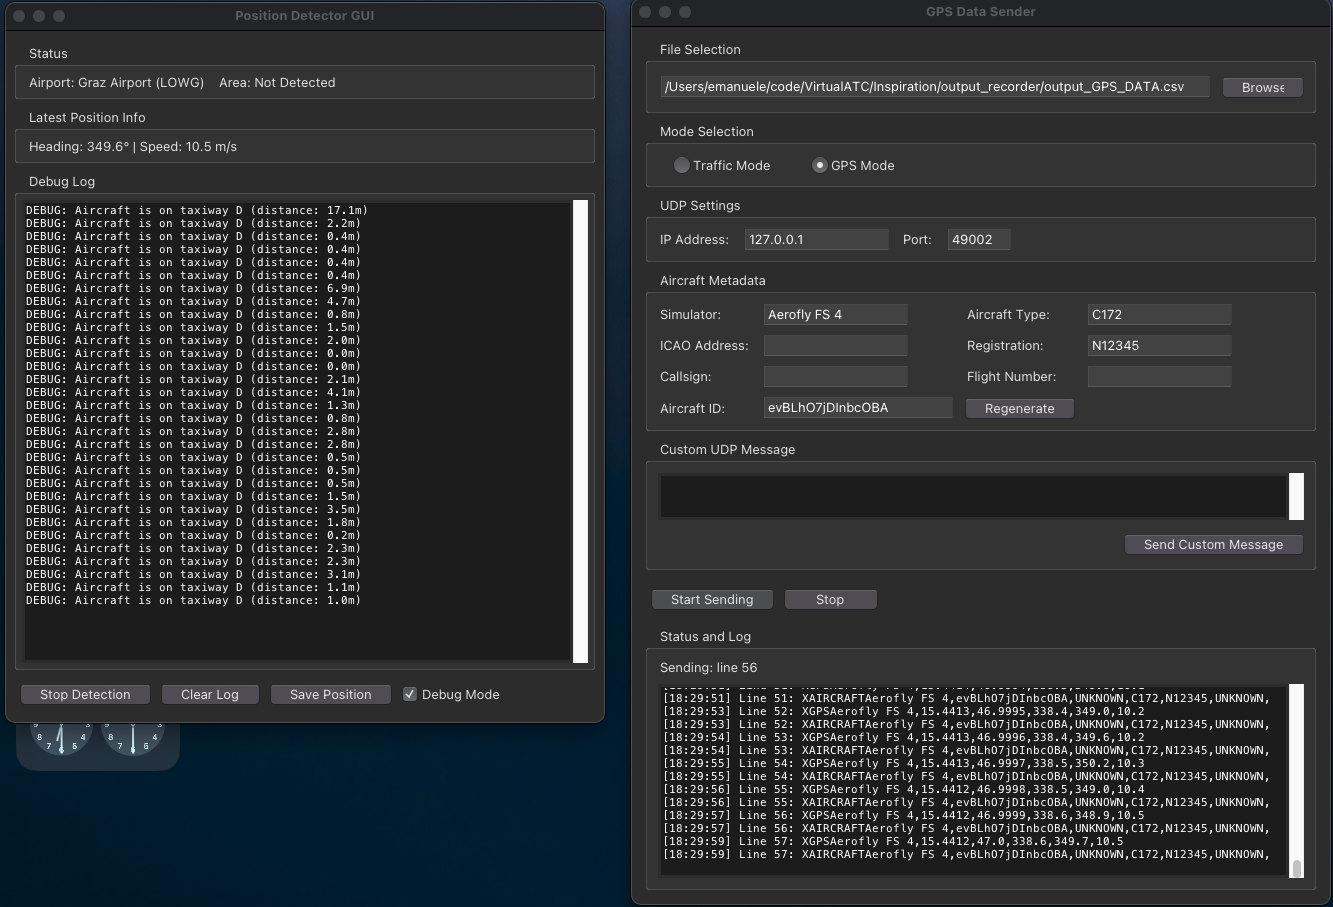 Position Detector GUI
Status
Airport: Graz Airport (LOWG) Area: Not Detected
Latest Position Info
Heading: 349.6° | Speed: 10.5 m/s
Debug Log
DEBUG: Aircraft is on taxiway D (distance: 17.1m)
DEBUG: Aircraft is on taxiway D (distance: 2.2m)
DEBUG: Aircraft is on taxiway D (distance: 0.4m)
DEBUG: Aircraft is on taxiway D (distance: 0.4m)
DEBUG: Aircraft is on taxiway D (distance: 0.4m)
DEBUG: Aircraft is on taxiway D (distance: 0.4m)
DEBUG: Aircraft is on taxiway D (distance: 6.9m)
DEBUG: Aircraft is on taxiway D (distance: 4.7m)
DEBUG: Aircraft is on taxiway D (distance: 0.8m)
DEBUG: Aircraft is on taxiway D (distance: 1.5m)
DEBUG: Aircraft is on taxiway D (distance: 2.0m)
DEBUG: Aircraft is on taxiway D (distance: 0.0m)
DEBUG: Aircraft is on taxiway D (distance: 0.0m)
DEBUG: Aircraft is on taxiway D (distance: 2.1m)
DEBUG: Aircraft is on taxiway D (distance: 4.1m)
DEBUG: Aircraft is on taxiway D (distance: 1.3m)
DEBUG: Aircraft is on taxiway D (distance: 0.8m)
DEBUG: Aircraft is on taxiway D (distance: 2.8m)
DEBUG: Aircraft is on taxiway D (distance: 2.8m)
DEBUG: Aircraft is on taxiway D (distance: 0.5m)
DEBUG: Aircraft is on taxiway D (distance: 0.5m)
DEBUG: Aircraft is on taxiway D (distance: 0.5m)
DEBUG: Aircraft is on taxiway D (distance: 1.5m)
DEBUG: Aircraft is on taxiway D (distance: 3.5m)
DEBUG: Aircraft is on taxiway D (distance: 1.8m)
DEBUG: Aircraft is on taxiway D (distance: 0.2m)
DEBUG: Aircraft is on taxiway D (distance: 2.3m)
DEBUG: Aircraft is on taxiway D (distance: 2.3m)
DEBUG: Aircraft is on taxiway D (distance: 3.1m)
DEBUG: Aircraft is on taxiway D (distance: 1.1m)
DEBUG: Aircraft is on taxiway D (distance: 1.0m)
Stop Detection Clear Log Save Position Debug Mode
8 7 6 5 4 8 7 6 5 4
GPS Data Sender
File Selection
/Users/emanuele/code/VirtualATC/Inspiration/output_recorder/output_GPS_DATA.csv Browse
Mode Selection
Traffic Mode GPS Mode
UDP Settings
IP Address: 127.0.0.1 Port: 49002
Aircraft Metadata
Simulator: Aerofly FS 4 Aircraft Type: C172
ICAO Address: Registration: N12345
Callsign: Flight Number:
Aircraft ID: evBLhO7jDInbcOBA Regenerate
Custom UDP Message
Send Custom Message
Start Sending Stop
Status and Log
Sending: line 56
[18:29:51] Line 51: XAIRCRAFTAerofly FS 4,evBLhO7jDInbcOBA,UNKNOWN,C172,N12345,UNKNOWN,
[18:29:53] Line 52: XGPSAerofly FS 4,15.4413,46.9995,338.4,349.0,10.2
[18:29:53] Line 52: XAIRCRAFTAerofly FS 4,evBLhO7jDInbcOBA,UNKNOWN,C172,N12345,UNKNOWN,
[18:29:54] Line 53: XGPSAerofly FS 4,15.4413,46.9996,338.4,349.6,10.2
[18:29:54] Line 53: XAIRCRAFTAerofly FS 4,evBLhO7jDInbcOBA,UNKNOWN,C172,N12345,UNKNOWN,
[18:29:55] Line 54: XGPSAerofly FS 4,15.4413,46.9997,338.5,350.2,10.3
[18:29:55] Line 54: XAIRCRAFTAerofly FS 4,evBLhO7jDInbcOBA,UNKNOWN,C172,N12345,UNKNOWN,
[18:29:56] Line 55: XGPSAerofly FS 4,15.4412,46.9998,338.5,349.0,10.4
[18:29:56] Line 55: XAIRCRAFTAerofly FS 4,evBLhO7jDInbcOBA,UNKNOWN,C172,N12345,UNKNOWN,
[18:29:57] Line 56: XGPSAerofly FS 4,15.4412,46.9999,338.6,348.9,10.5
[18:29:57] Line 56: XAIRCRAFTAerofly FS 4,evBLhO7jDInbcOBA,UNKNOWN,C172,N12345,UNKNOWN,
[18:29:59] Line 57: XGPSAerofly FS 4,15.4412,47.0,338.6,349.7,10.5
[18:29:59] Line 57: XAIRCRAFTAerofly FS 4,evBLhO7jDInbcOBA,UNKNOWN,C172,N12345,UNKNOWN,